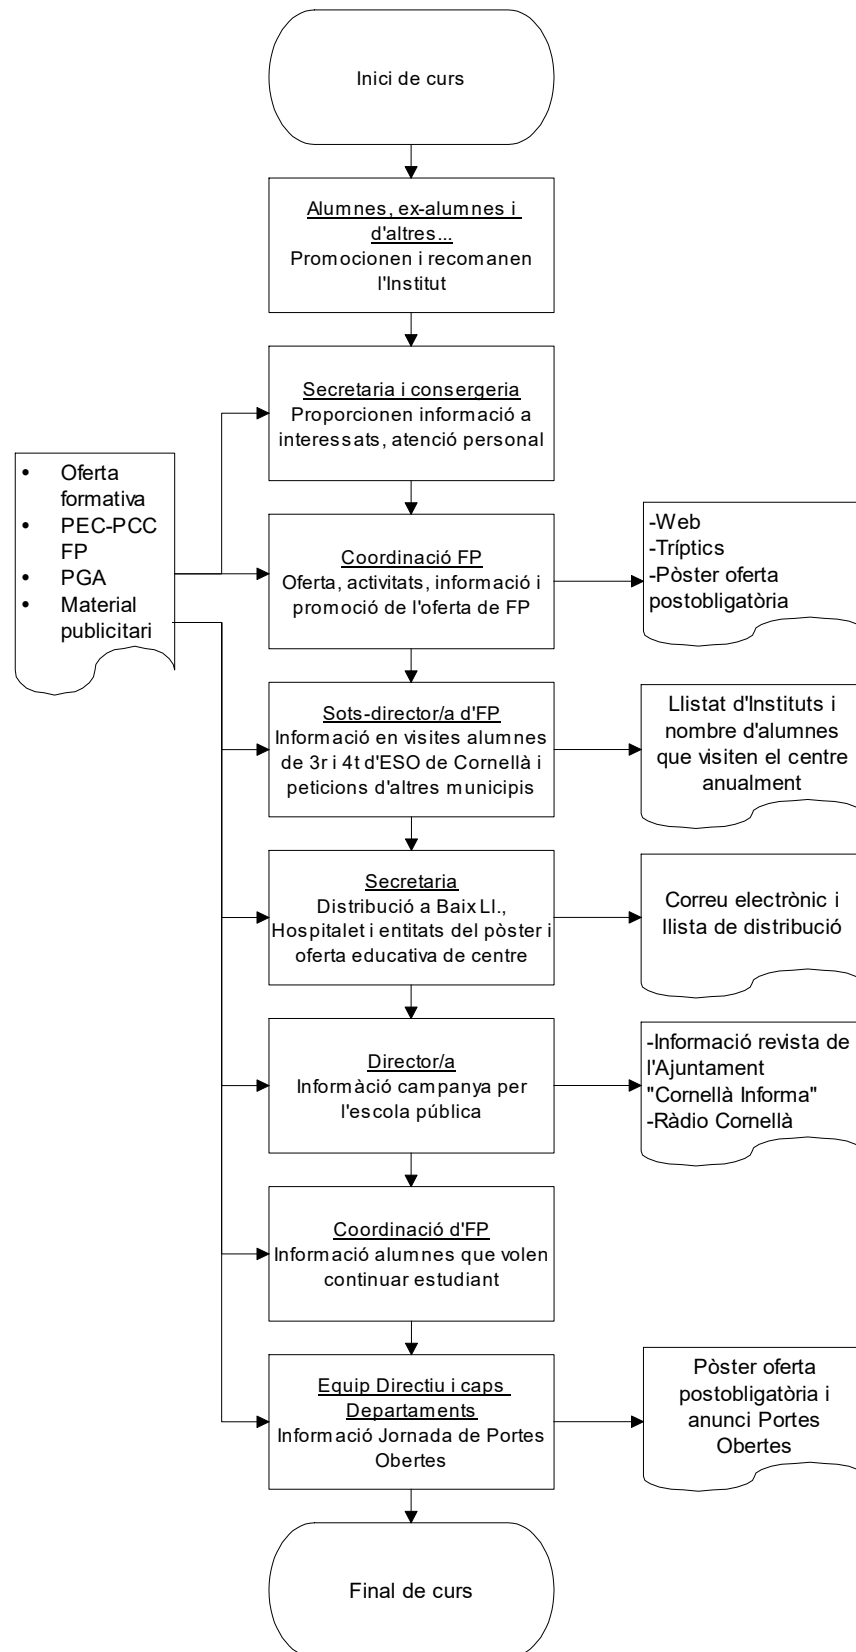 Inici de curs
Alumnes, ex-alumnes i
d'altres...
Promocionen i recomanen
l'Institut
Secretaria i consergeria
Proporcionen informació a
interessats, atenció personal
• Oferta
formativa
• PEC-PCC
FP
• PGA
• Material
publicitari
Coordinació FP
Oferta, activitats, informació i
promoció de l'oferta de FP
-Web
-Tríptics
-Pòster oferta
postobligatòria
Sots-director/a d'FP
Informació en visites alumnes
de 3r i 4t d'ESO de Cornellà i
peticions d'altres municipis
Llistat d'Instituts i
nombre d'alumnes
que visiten el centre
anualment
Secretaria
Distribució a Baix Ll.,
Hospitalet i entitats del pòster i
oferta educativa de centre
Correu electrònic i
llista de distribució
Director/a
Informàció campanya per
l'escola pública
-Informació revista de
l'Ajuntament
"Cornellà Informa"
-Ràdio Cornellà
Coordinació d'FP
Informació alumnes que volen
continuar estudiant
Equip Directiu i caps
Departaments
Informació Jornada de Portes
Obertes
Pòster oferta
postobligatòria i
anunci Portes
Obertes
Final de curs